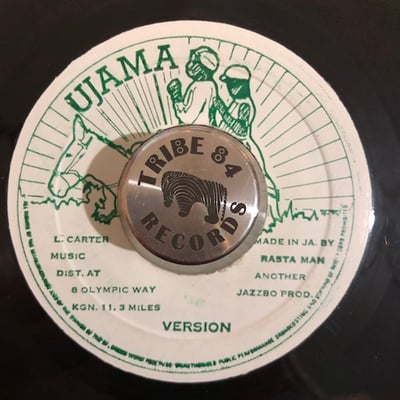 UJAMA
TRIBE 84
RECORDS
L. CARTER
MUSIC
DIST. AT
8 OLYMPIC WAY
KGN. 11, 3 MILES
MADE IN JA. BY
RASTA MAN
ANOTHER
JAZZBO PROD.
VERSION